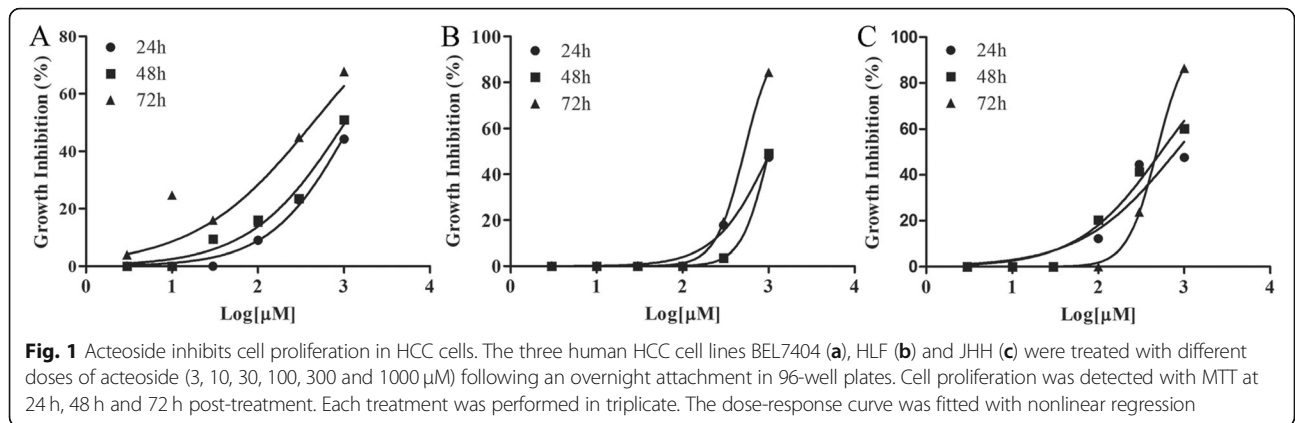 A
80
60
40
20
0
Growth Inhibition (%)
24h
48h
72h
0 1 2 3 4
Log[µM]
B
100
80
60
40
20
0
Growth Inhibition (%)
24h
48h
72h
0 1 2 3 4
Log[µM]
C
100
80
60
40
20
0
Growth Inhibition (%)
24h
48h
72h
0 1 2 3 4
Log[µM]
Fig. 1 Acteoside inhibits cell proliferation in HCC cells. The three human HCC cell lines BEL7404 (a), HLF (b) and JHH (c) were treated with different
doses of acteoside (3, 10, 30, 100, 300 and 1000 µM) following an overnight attachment in 96-well plates. Cell proliferation was detected with MTT at
24 h, 48 h and 72 h post-treatment. Each treatment was performed in triplicate. The dose-response curve was fitted with nonlinear regression